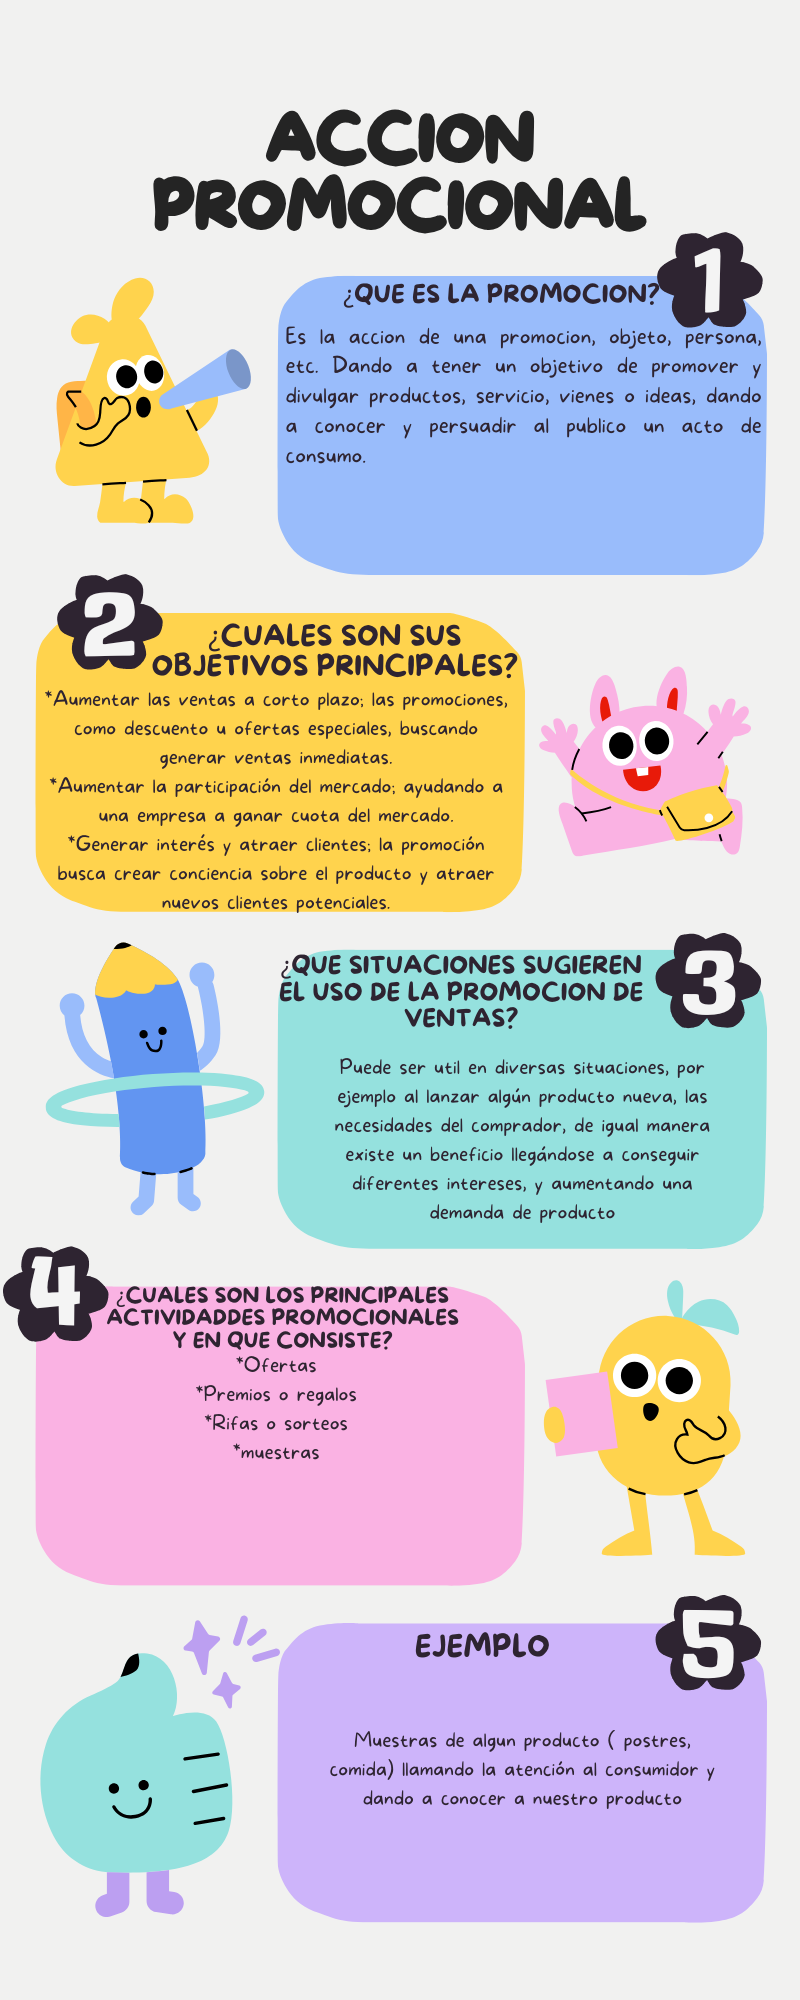 ACCION
PROMOCIONAL
1
¿QUE ES LA PROMOCION?
Es la accion de una promocion, objeto, persona,
etc. Dando a tener un objetivo de promover y
divulgar productos, servicio, vienes o ideas, dando
a conocer y persuadir al publico un acto de
consumo.
2
¿CUALES SON SUS
OBJETIVOS PRINCIPALES?
*Aumentar las ventas a corto plazo; las promociones,
como descuento u ofertas especiales, buscando
generar ventas inmediatas.
*Aumentar la participación del mercado; ayudando a
una empresa a ganar cuota del mercado.
*Generar interés y atraer clientes; la promoción
busca crear conciencia sobre el producto y atraer
nuevos clientes potenciales.
3
¿QUE SITUACIONES SUGIEREN
EL USO DE LA PROMOCION DE
VENTAS?
Puede ser util en diversas situaciones, por
ejemplo al lanzar algún producto nueva, las
necesidades del comprador, de igual manera
existe un beneficio llegándose a conseguir
diferentes intereses, y aumentando una
demanda de producto
4
¿CUALES SON LOS PRINCIPALES
ACTIVIDADDES PROMOCIONALES
Y EN QUE CONSISTE?
*Ofertas
*Premios o regalos
*Rifas o sorteos
*muestras
5
EJEMPLO
Muestras de algun producto ( postres,
comida) llamando la atención al consumidor y
dando a conocer a nuestro producto